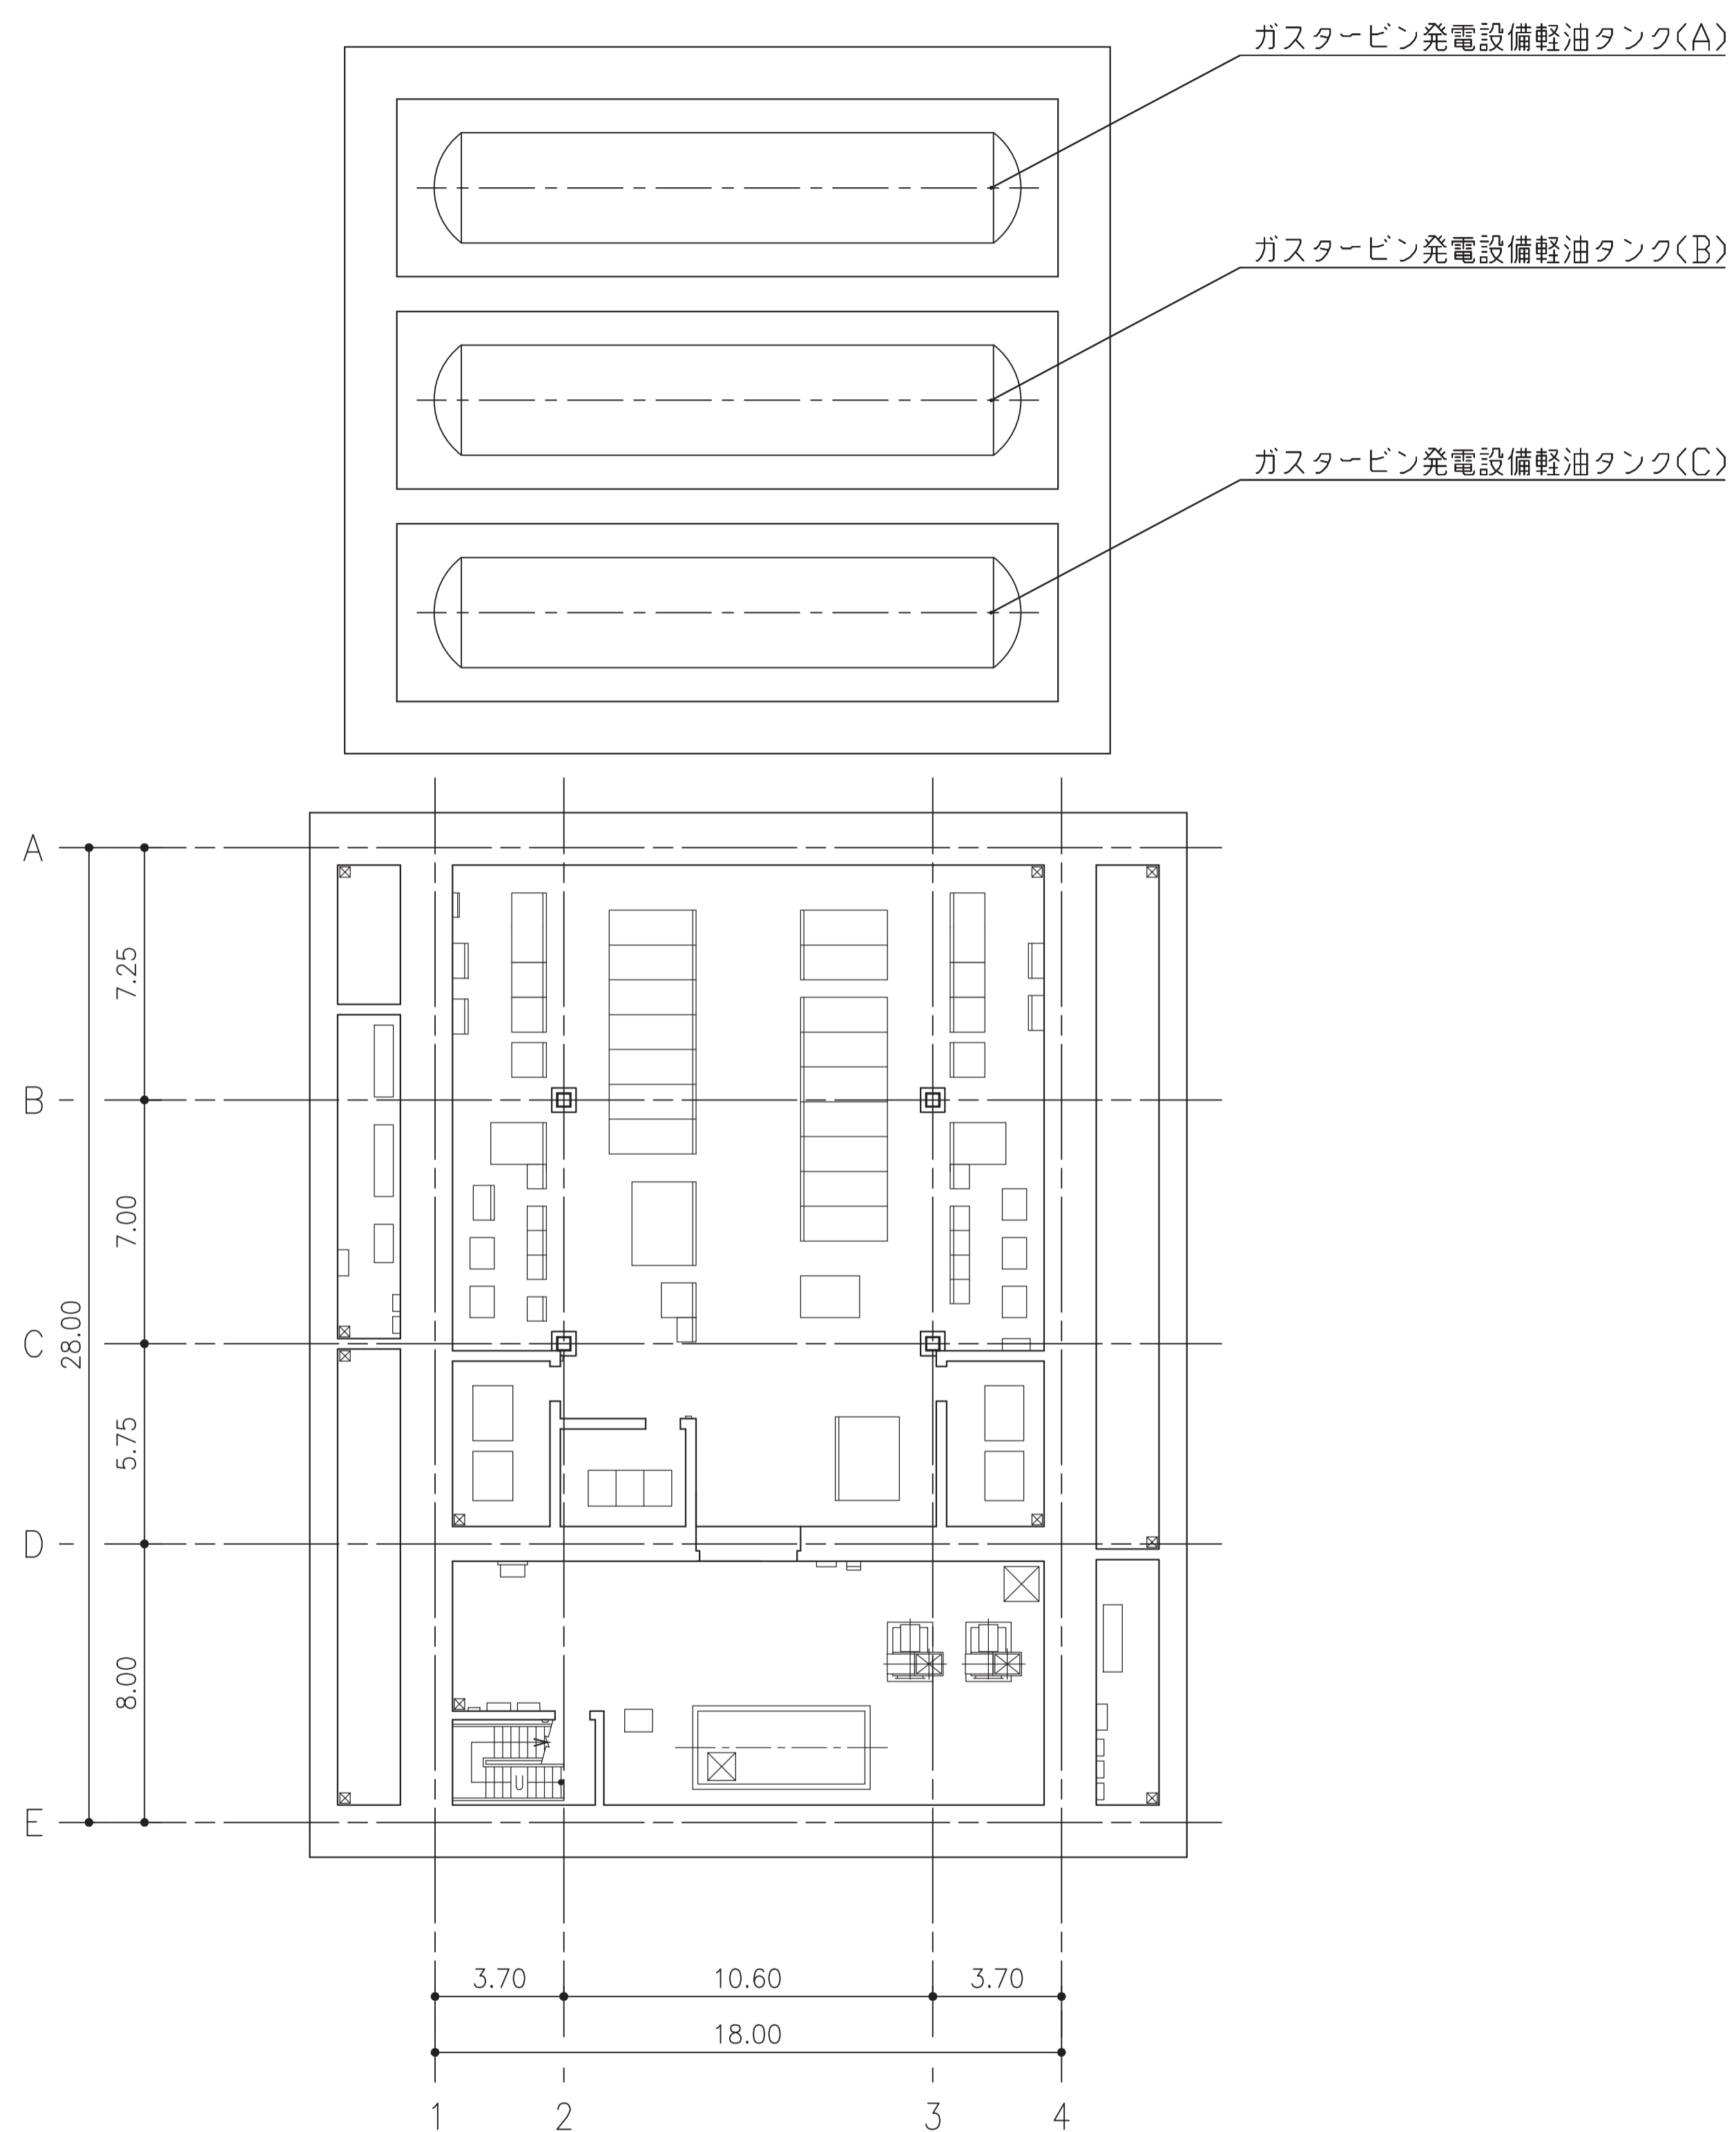 ガスタービン発電設備軽油タンク(A)
ガスタービン発電設備軽油タンク(B)
ガスタービン発電設備軽油タンク(C)
A
7.25
B
7.00
28.00
C
5.75
D
8.00
U
E
3.70 10.60 3.70
18.00
1 2 3 4